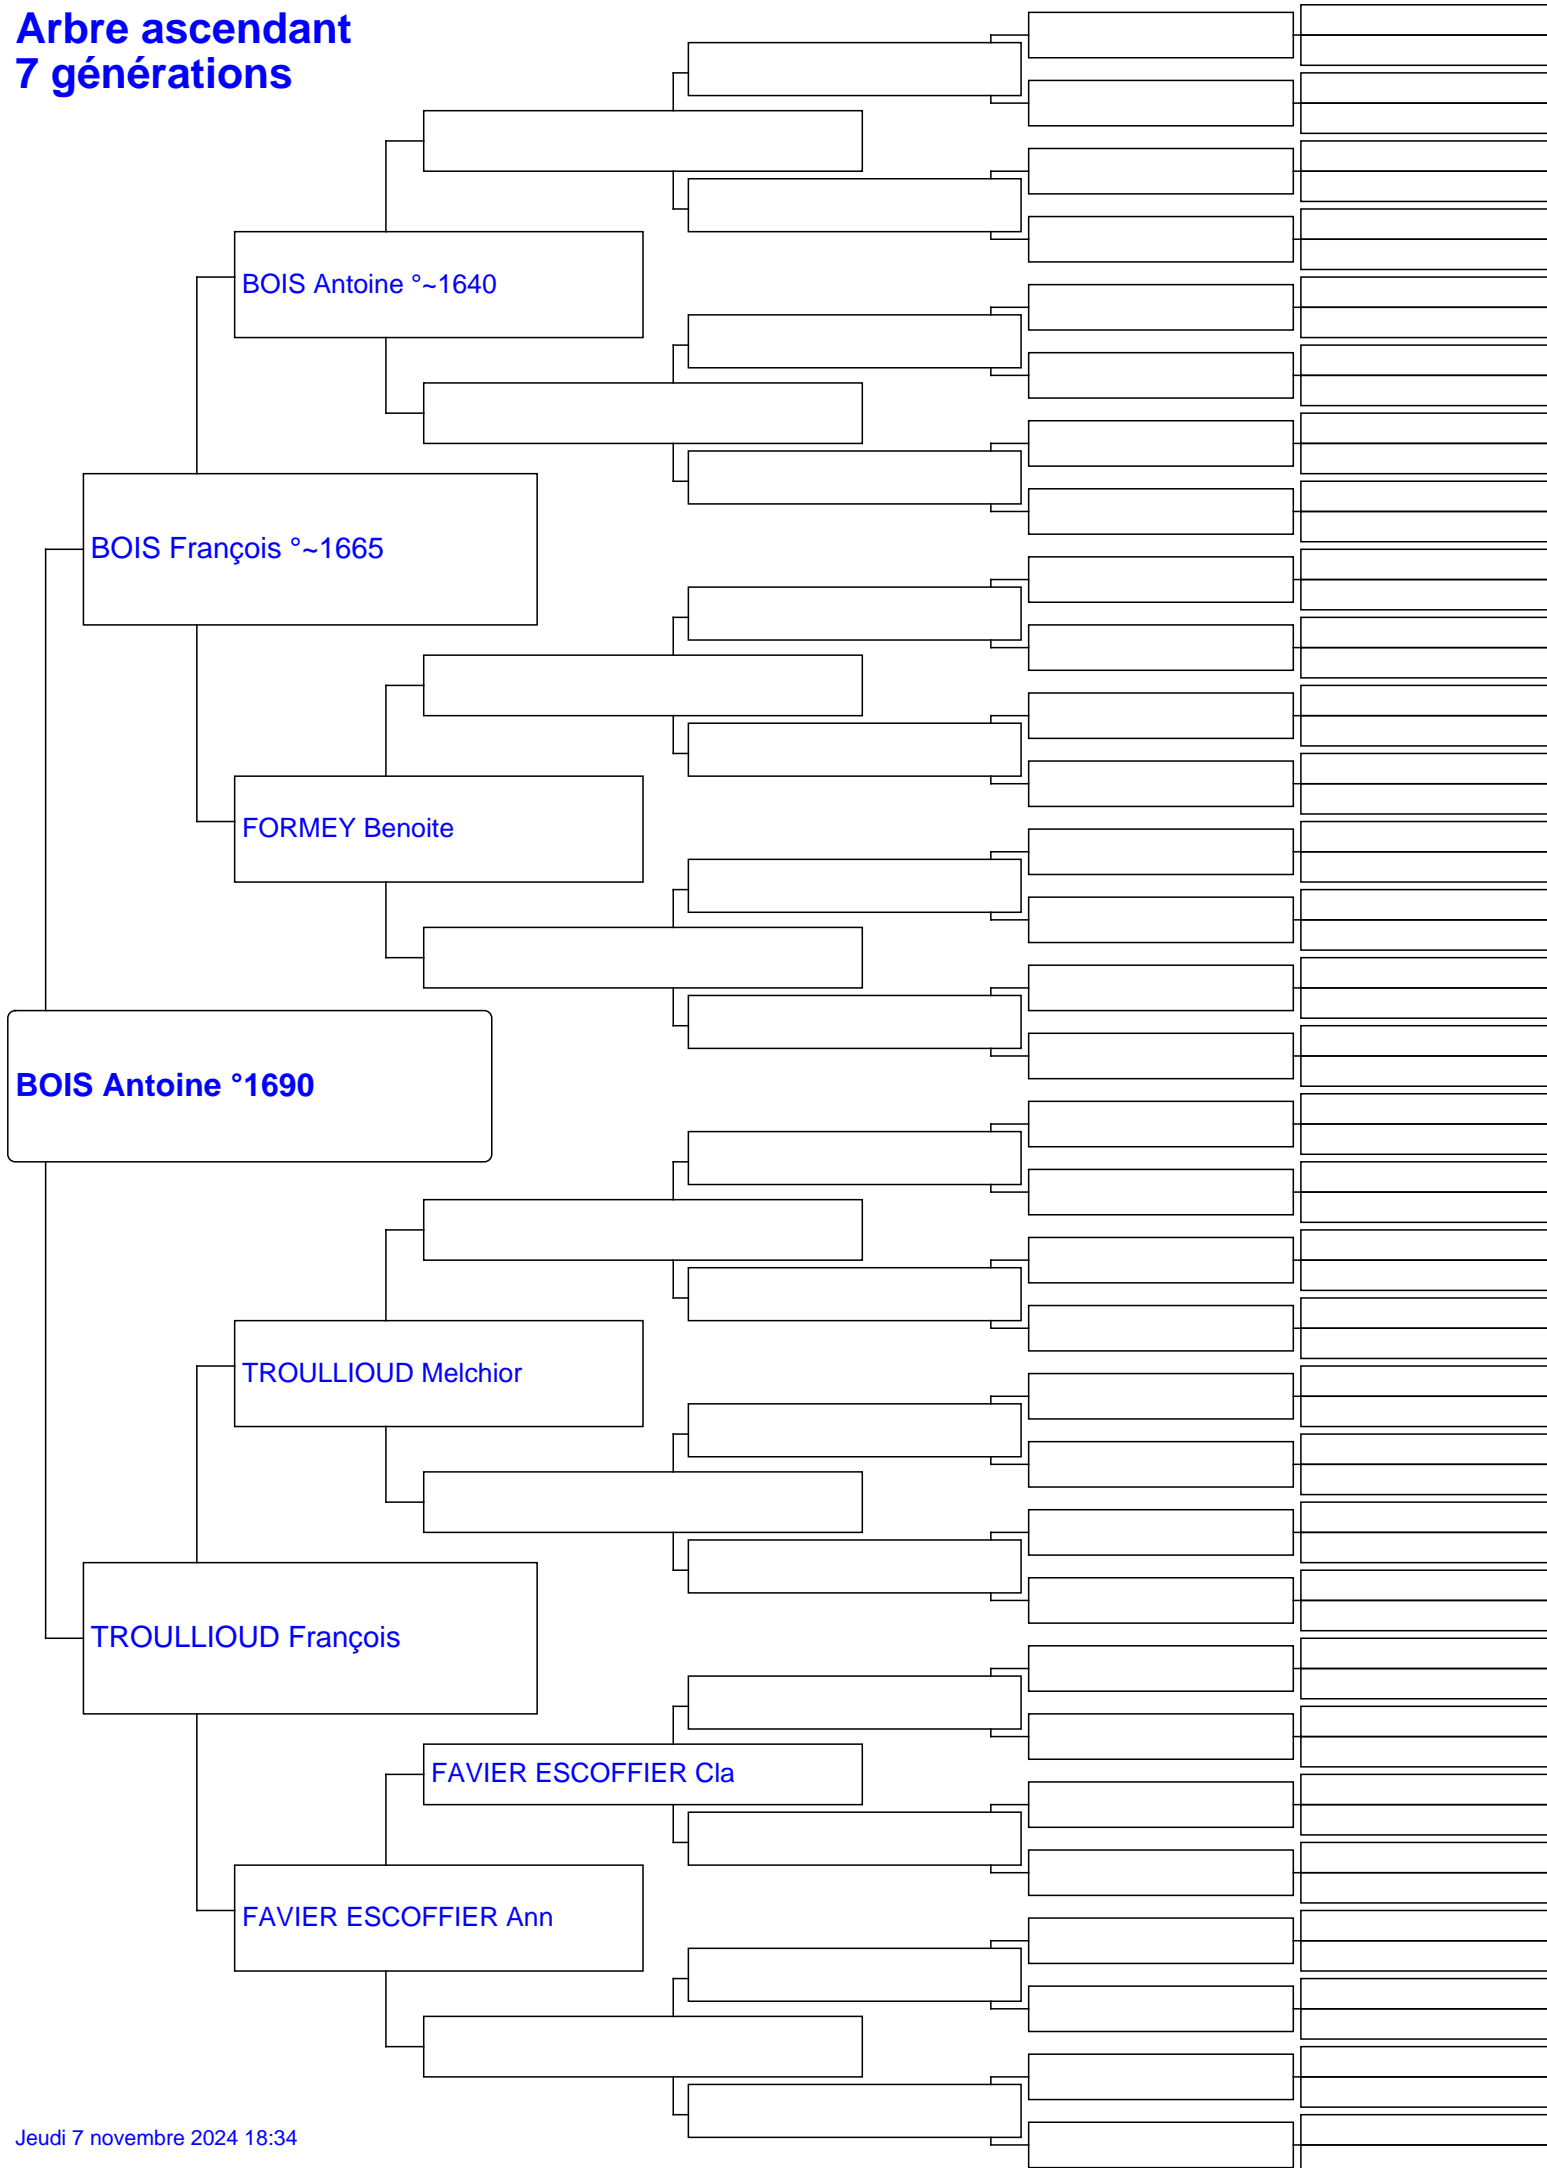 Arbre ascendant
7 générations
BOIS Antoine °~1640
BOIS François °~1665
FORMEY Benoite
BOIS Antoine °1690
TROULLIOUD Melchior
TROULLIOUD François
FAVIER ESCOFFIER Cla
FAVIER ESCOFFIER Ann
Jeudi 7 novembre 2024 18:34